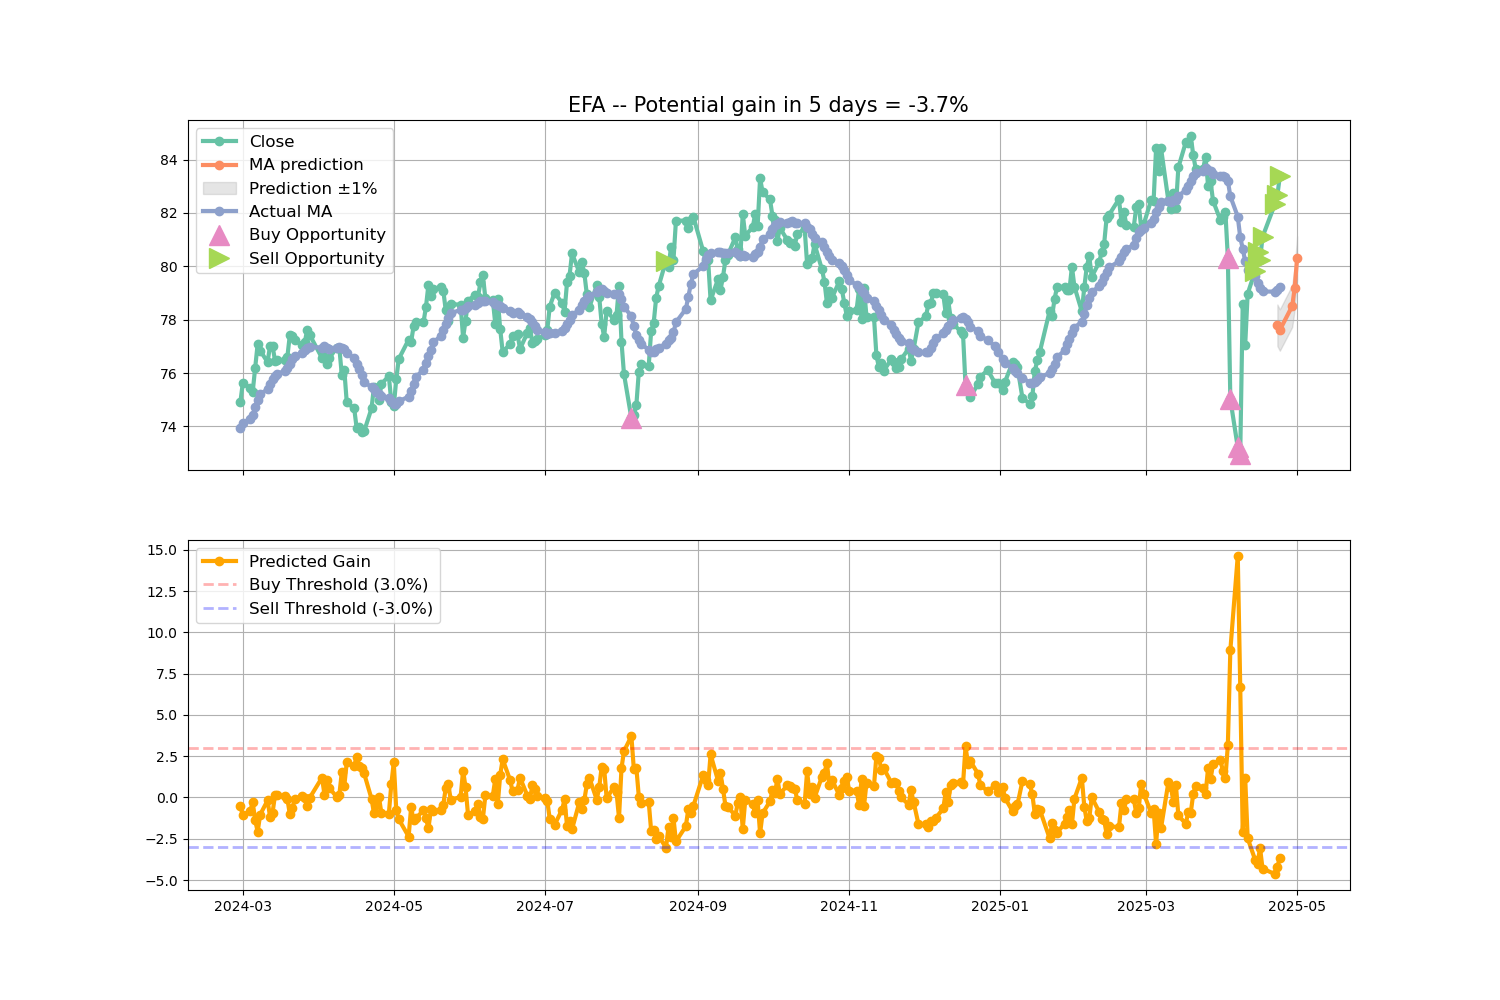 EFA -- Potential gain in 5 days = -3.7%
Close
MA prediction
Prediction ±1%
Actual MA
Buy Opportunity
Sell Opportunity
84
82
80
78
76
74
Predicted Gain
Buy Threshold (3.0%)
Sell Threshold (-3.0%)
15.0
12.5
10.0
7.5
5.0
2.5
0.0
−2.5
−5.0
2024-03 2024-05 2024-07 2024-09 2024-11 2025-01 2025-03 2025-05